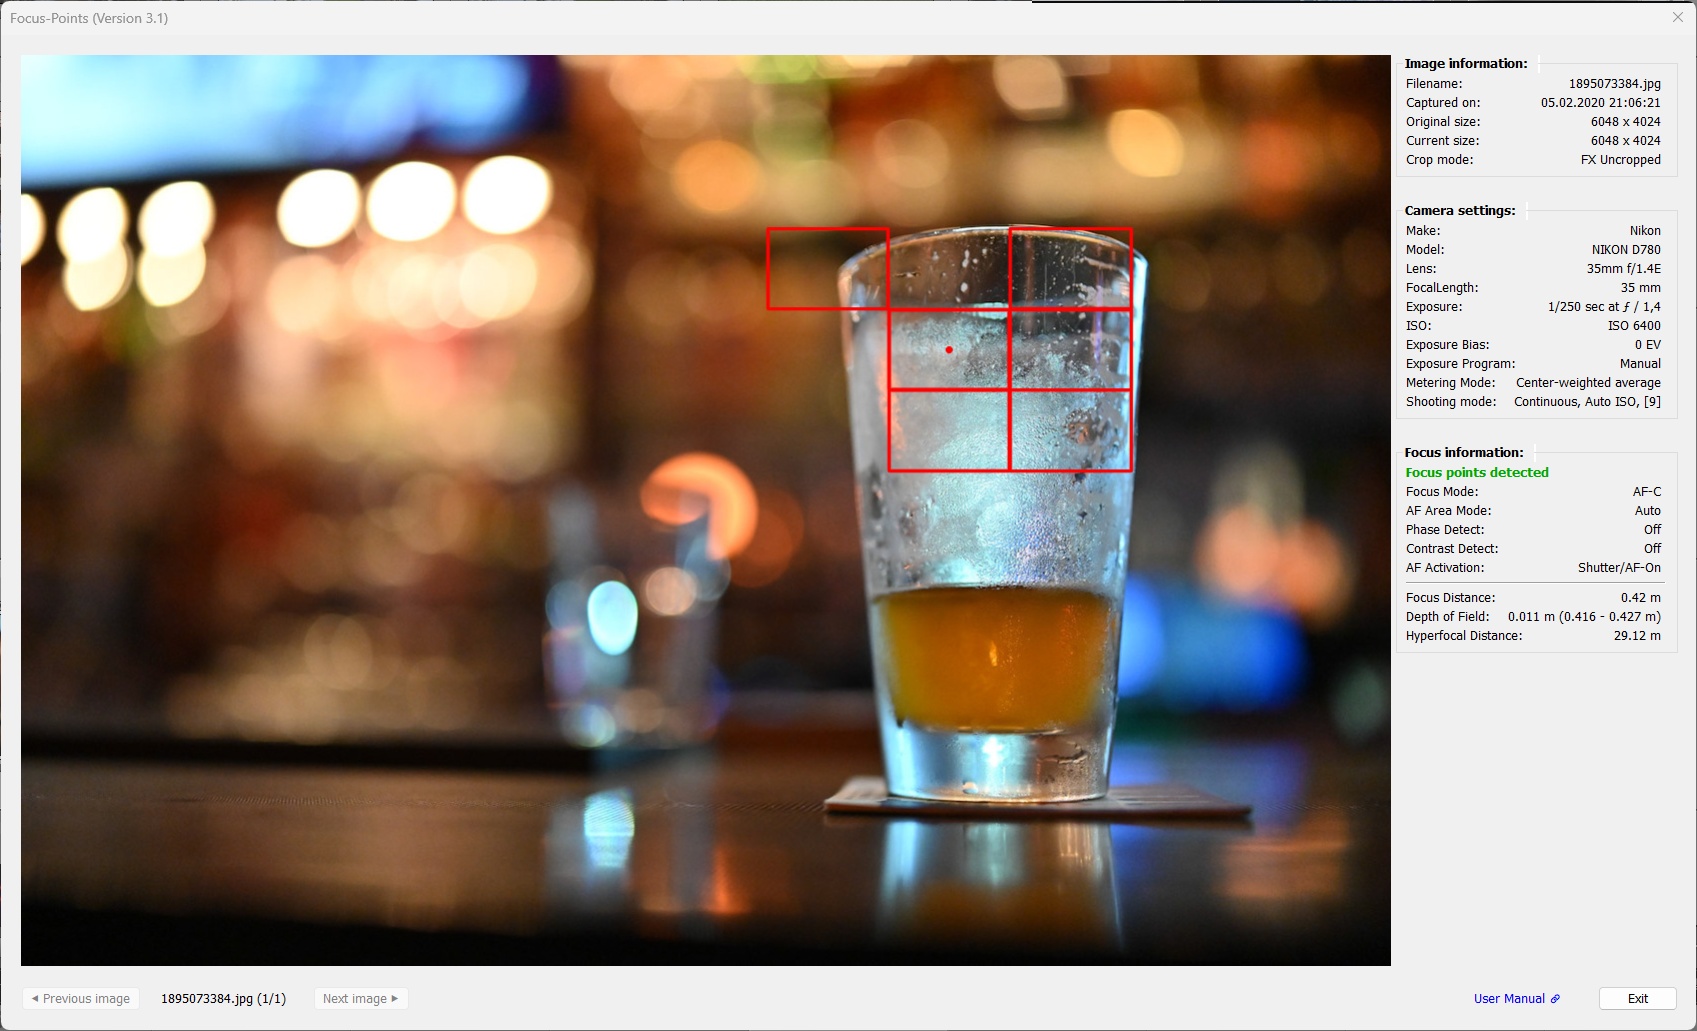 Focus-Points (Version 3.1)
Image information:
Filename: 1895073384.jpg
Captured on: 05.02.2020 21:06:21
Original size: 6048 x 4024
Current size: 6048 x 4024
Crop mode: FX Uncropped
Camera settings:
Make: Nikon
Model: NIKON D780
Lens: 35mm f/1.4E
FocalLength: 35 mm
Exposure: 1/250 sec at ƒ / 1,4
ISO: ISO 6400
Exposure Bias: 0 EV
Exposure Program: Manual
Metering Mode: Center-weighted average
Shooting mode: Continuous, Auto ISO, [9]
Focus information:
Focus points detected
Focus Mode: AF-C
AF Area Mode: Auto
Phase Detect: Off
Contrast Detect: Off
AF Activation: Shutter/AF-On
Focus Distance: 0.42 m
Depth of Field: 0.011 m (0.416 - 0.427 m)
Hyperfocal Distance: 29.12 m
Previous image 1895073384.jpg (1/1) Next image User Manual Exit